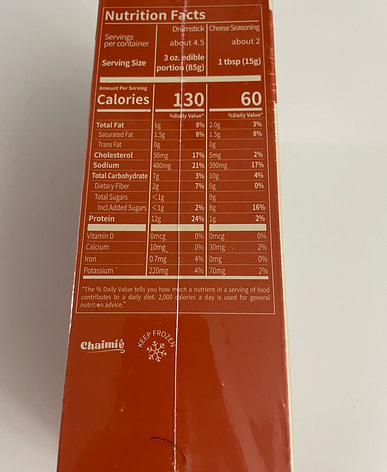 Nutrition Facts
Drumstick Cheese Seasoning
Servings per container about 4.5 about 2
Serving Size 3 oz. edible portion (85g) 1 tbsp (15g)
Amount Per Serving
Calories 130 60
%Daily Value* %Daily Value*
Total Fat 6g 8% 2.0g 3%
Saturated Fat 1.5g 8% 1.5g 8%
Trans Fat 0g 0g
Cholesterol 50mg 17% 5mg 2%
Sodium 480mg 21% 390mg 17%
Total Carbohydrate 7g 3% 10g 4%
Dietary Fiber 2g 7% 0g 0%
Total Sugars <1g 9g
Incl.Added Sugars <1g 2% 8g 16%
Protein 12g 24% 1g 2%
Vitamin D 0mcg 0% 0mcg 0%
Calcium 10mg 0% 30mg 2%
Iron 0.7mg 4% 0mg 0%
Potassium 220mg 4% 70mg 2%
*The % Daily Value tells you how much a nutrient in a serving of food
contributes to a daily diet. 2,000 calories a day is used for general
nutrition advice.
Chaimie
KEEP FROZEN